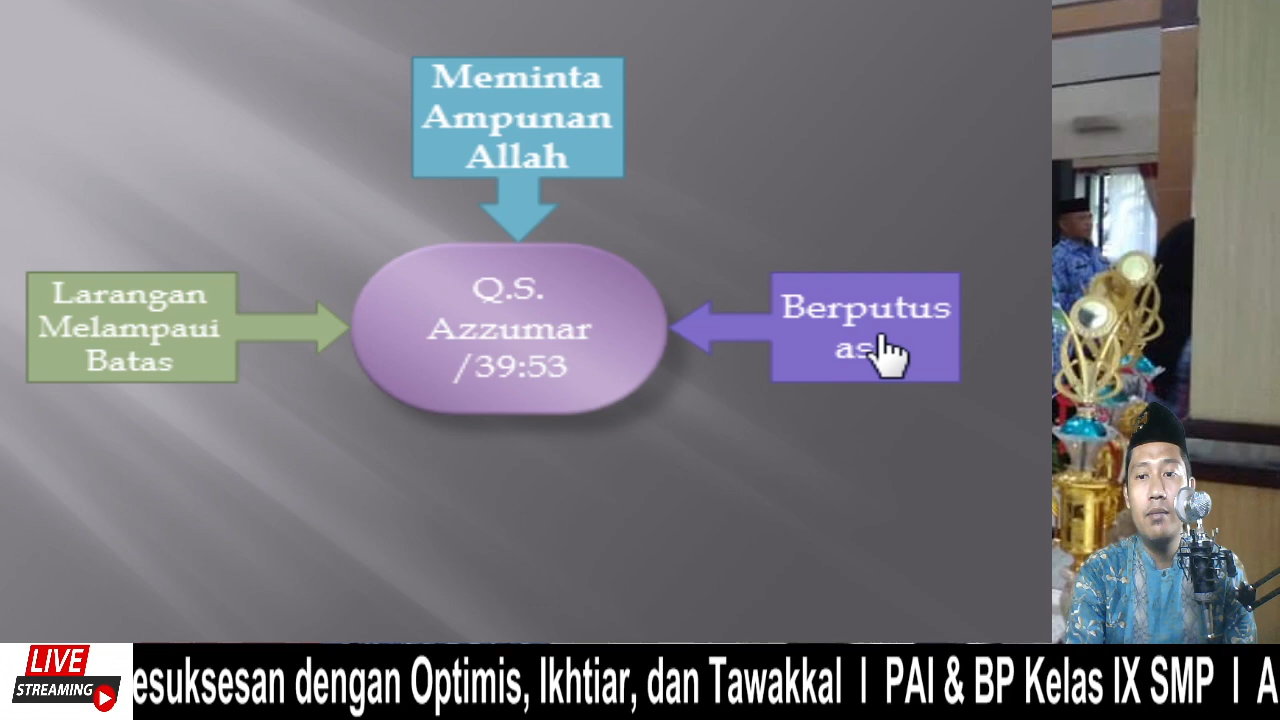 Meminta
Ampunan
Allah
Larangan
Melampaui
Batas
Q.S.
Azzumar
/39:53
Berputus
as
LIVE
STREAMING
esuksesan dengan Optimis, Ikhtiar, dan Tawakkal I PAI & BP Kelas IX SMP I A